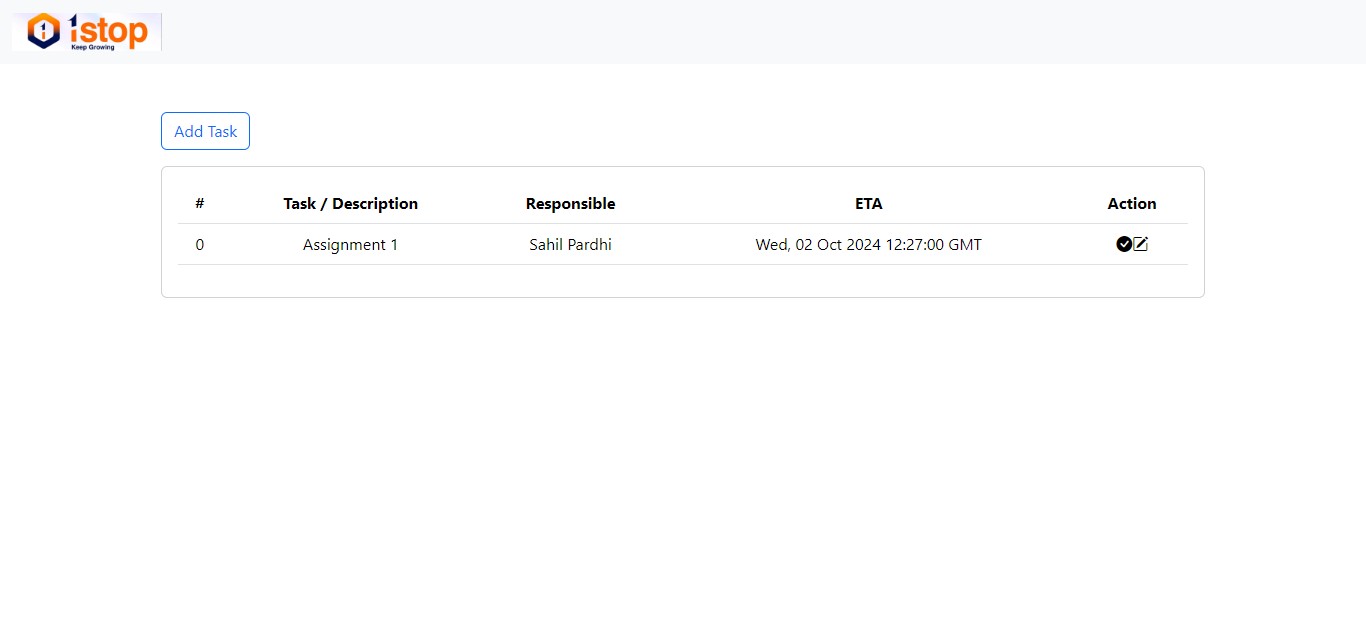 1stop
Keep Growing
Add Task
# Task / Description Responsible ETA Action
0 Assignment 1 Sahil Pardhi Wed, 02 Oct 2024 12:27:00 GMT